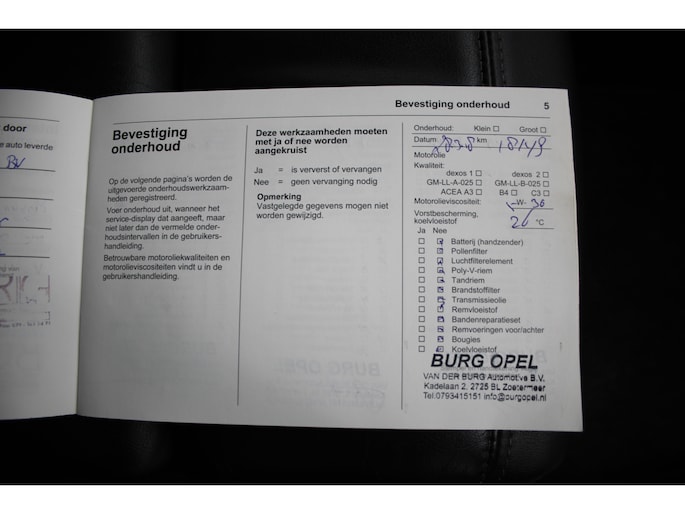 door
e auto leverde
BV
Bevestiging onderhoud 5
Bevestiging
onderhoud
Op de volgende pagina's worden de
uitgevoerde onderhoudswerkzaam-
heden geregistreerd.
Voer onderhoud uit, wanneer het
service-display dat aangeeft, maar
niet later dan de vermelde onder-
houdsintervallen in de gebruikers-
handleiding.
Betrouwbare motoroliekwaliteiten en
motorolieviscositeiten vindt u in de
gebruikershandleiding.
Deze werkzaamheden moeten
met ja of nee worden
aangekruist
Ja = is ververst of vervangen
Nee = geen vervanging nodig
Opmerking
Vastgelegde gegevens mogen niet
worden gewijzigd.
Onderhoud: Klein ☐ Groot ☐
Datum: km
Motorolie
Kwaliteit:
dexos 1 ☐ dexos 2 ☐
GM-LL-A-025 ☐ GM-LL-B-025 ☐
ACEA A3 ☐ B4 ☐ C3 ☐
Motorolieviscositeit: -W- 30
Vorstbescherming,
koelvloeistof 26 °C
Ja Nee
Batterij (handzender)
Pollenfilter
Luchtfilterelement
Poly-V-riem
Tandriem
Brandstoffilter
Transmissieolie
Remvloeistof
Bandenreparatieset
Remvoeringen voor/achter
Bougies
Koelvloeistof
BURG OPEL
VAN DER BURG Automotive B.V.
Kadelaan 2, 2725 BL Zoetermeer
Tel:0793415151 info@burgopel.nl